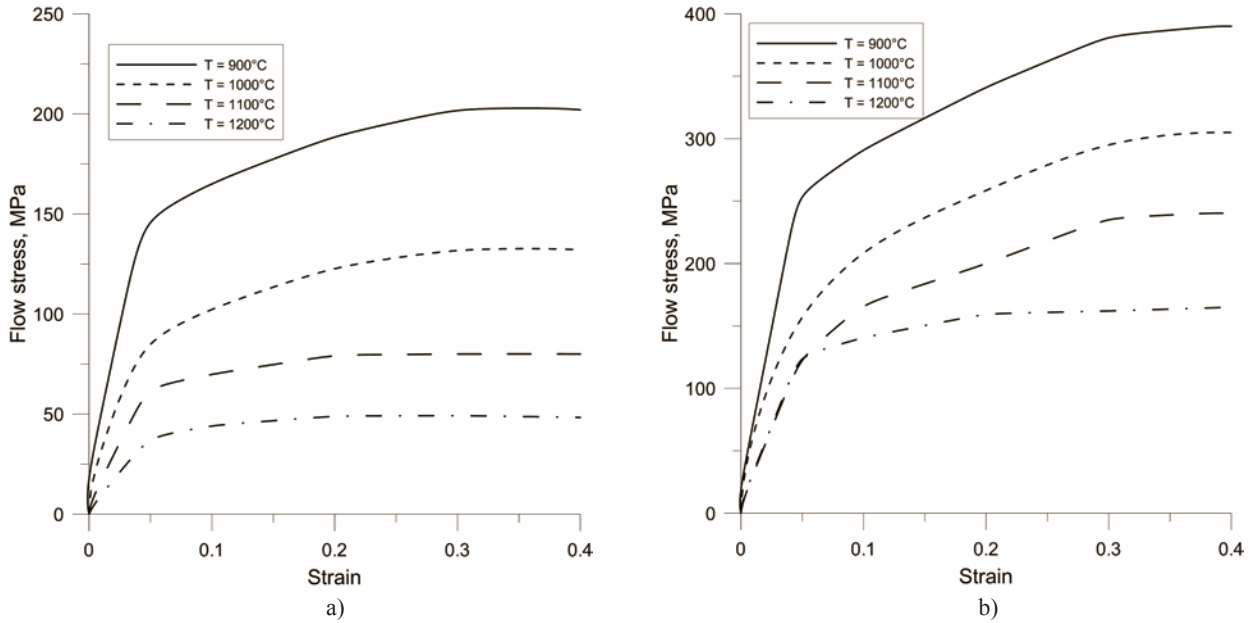 250
200
150
100
50
0
Flow stress, MPa
T = 900°C
T = 1000°C
T = 1100°C
T = 1200°C
0 0.1 0.2 0.3 0.4
Strain
a)
400
300
200
100
0
Flow stress, MPa
T = 900°C
T = 1000°C
T = 1100°C
T = 1200°C
0 0.1 0.2 0.3 0.4
Strain
b)